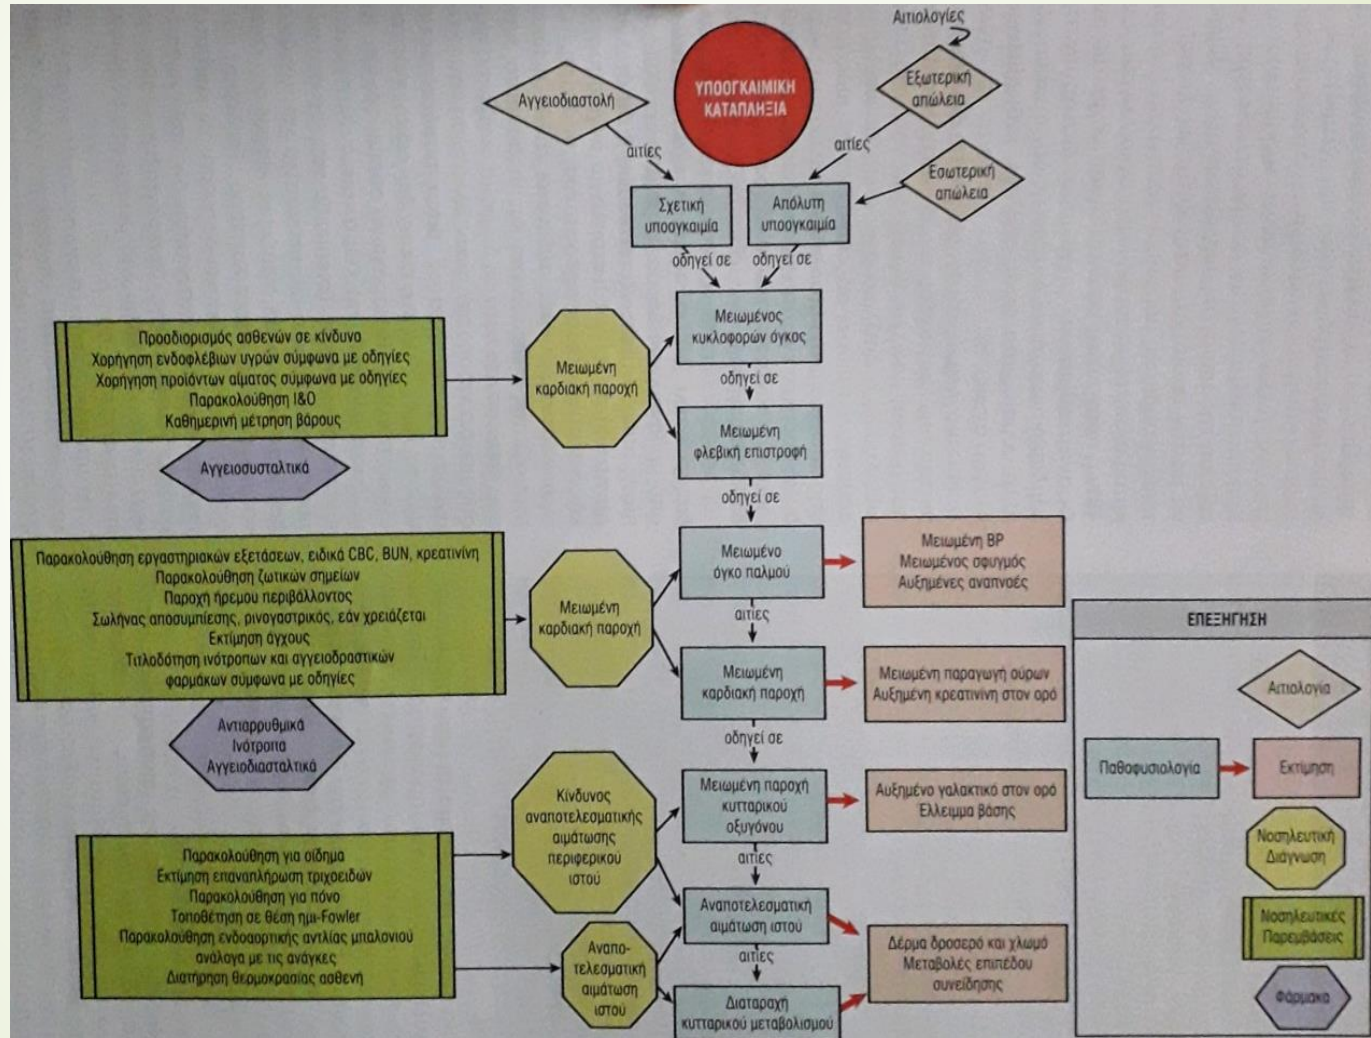 Αιτιολογίες
ΥΠΟΟΓΚΑΙΜΙΚΗ
ΚΑΤΑΠΛΗΞΙΑ
Αγγειοδιαστολή
Εξωτερική
απώλεια
αιτίες
αιτίες
Εσωτερική
απώλεια
Σχετική
υποογκαιμία
Απόλυτη
υποογκαιμία
οδηγεί σε
οδηγεί σε
Προσδιορισμός ασθενών σε κίνδυνο
Χορήγηση ενδοφλέβιων υγρών σύμφωνα με οδηγίες
Χορήγηση προϊόντων αίματος σύμφωνα με οδηγίες
Παρακολούθηση I&O
Καθημερινή μέτρηση βάρους
Αγγειοσυσταλτικά
Μειωμένη
καρδιακή παροχή
Μειωμένος
κυκλοφορών όγκος
οδηγεί σε
Μειωμένη
φλεβική επιστροφή
οδηγεί σε
Παρακολούθηση εργαστηριακών εξετάσεων, ειδικά CBC, BUN, κρεατινίνη
Παρακολούθηση ζωτικών σημείων
Παροχή ήρεμου περιβάλλοντος
Σωλήνας αποσυμπίεσης, ρινογαστρικός, εάν χρειάζεται
Εκτίμηση άγχους
Τιτλοδότηση ινότροπων και αγγειοδραστικών
φαρμάκων σύμφωνα με οδηγίες
Αντιαρρυθμικά
Ινότροπα
Αγγειοδιασταλτικά
Μειωμένη
καρδιακή παροχή
Μειωμένο
όγκο παλμού
αιτίες
Μειωμένη
καρδιακή παροχή
οδηγεί σε
Μειωμένη BP
Μειωμένος σφυγμός
Αυξημένες αναπνοές
Μειωμένη παραγωγή ούρων
Αυξημένη κρεατινίνη στον ορό
Παρακολούθηση για οίδημα
Εκτίμηση επαναπλήρωση τριχοειδών
Παρακολούθηση για πόνο
Τοποθέτηση σε θέση ημι-Fowler
Παρακολούθηση ενδοαορτικής αντλίας μπαλονιού
ανάλογα με τις ανάγκες
Διατήρηση θερμοκρασίας ασθενή
Κίνδυνος
αναποτελεσματικής
αιμάτωσης
περιφερικού
ιστού
Αναπο-
τελεσματική
αιμάτωση
ιστού
Μειωμένη παροχή
κυτταρικού
οξυγόνου
αιτίες
Αναποτελεσματική
αιμάτωση ιστού
αιτίες
Διαταραχή
κυτταρικού μεταβολισμού
Αυξημένο γαλακτικό στον ορό
Έλλειμμα βάσης
Δέρμα δροσερό και χλωμό
Μεταβολές επιπέδου
συνείδησης
ΕΠΕΞΗΓΗΣΗ
Αιτιολογία
Παθοφυσιολογία
Εκτίμηση
Νοσηλευτική
Διάγνωση
Νοσηλευτικές
Παρεμβάσεις
Φάρμακα